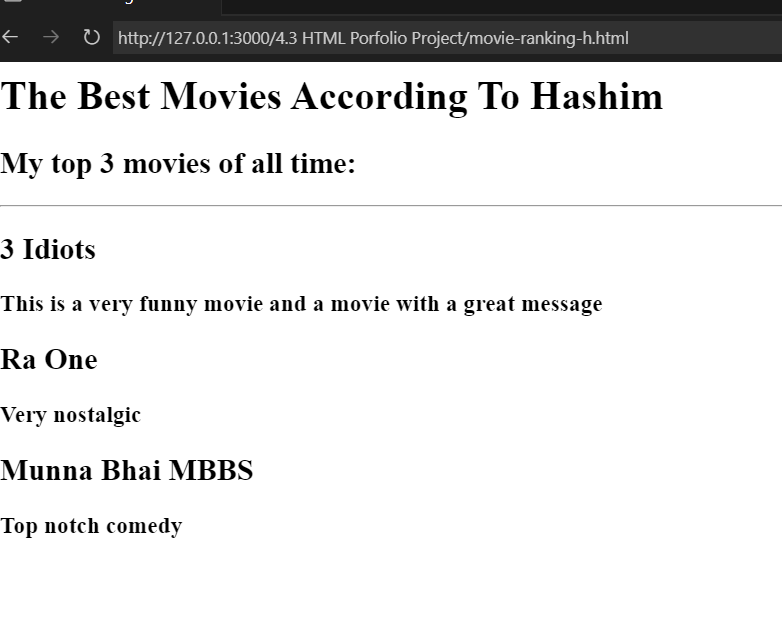 http://127.0.0.1:3000/4.3 HTML Porfolio Project/movie-ranking-h.html
The Best Movies According To Hashim
My top 3 movies of all time:
3 Idiots
This is a very funny movie and a movie with a great message
Ra One
Very nostalgic
Munna Bhai MBBS
Top notch comedy